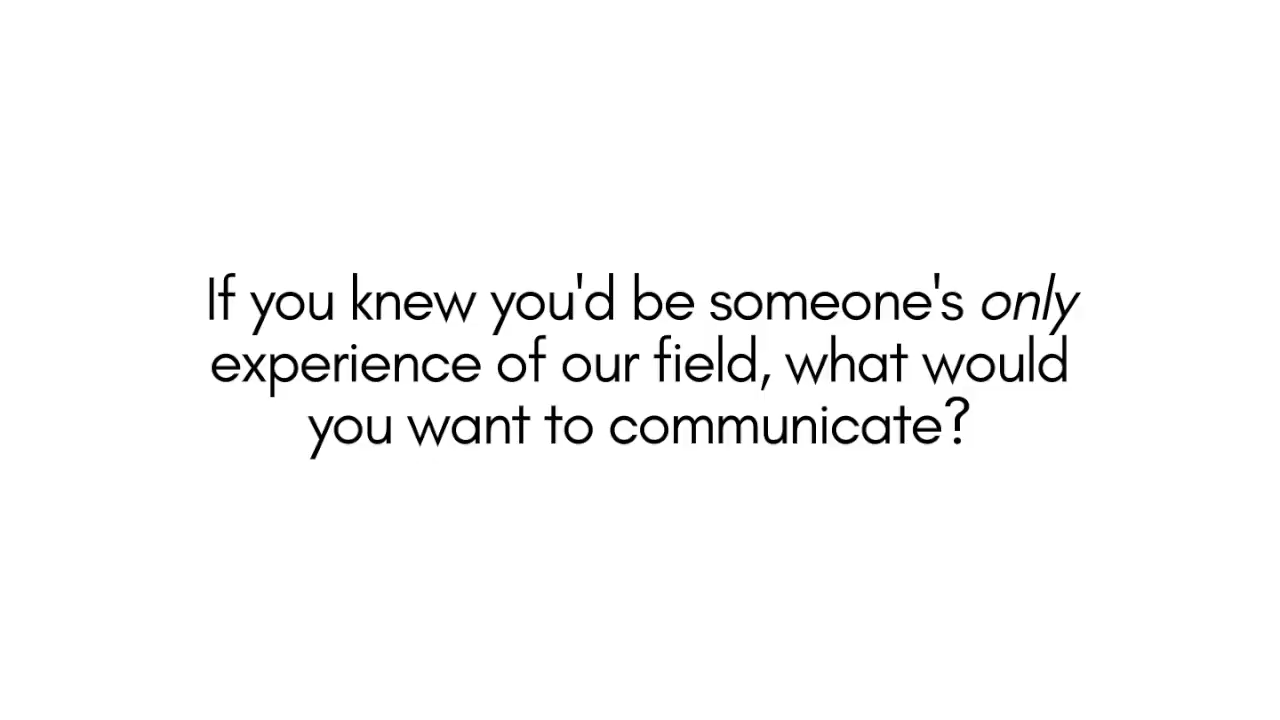 If you knew you'd be someone's only
experience of our field, what would
you want to communicate?